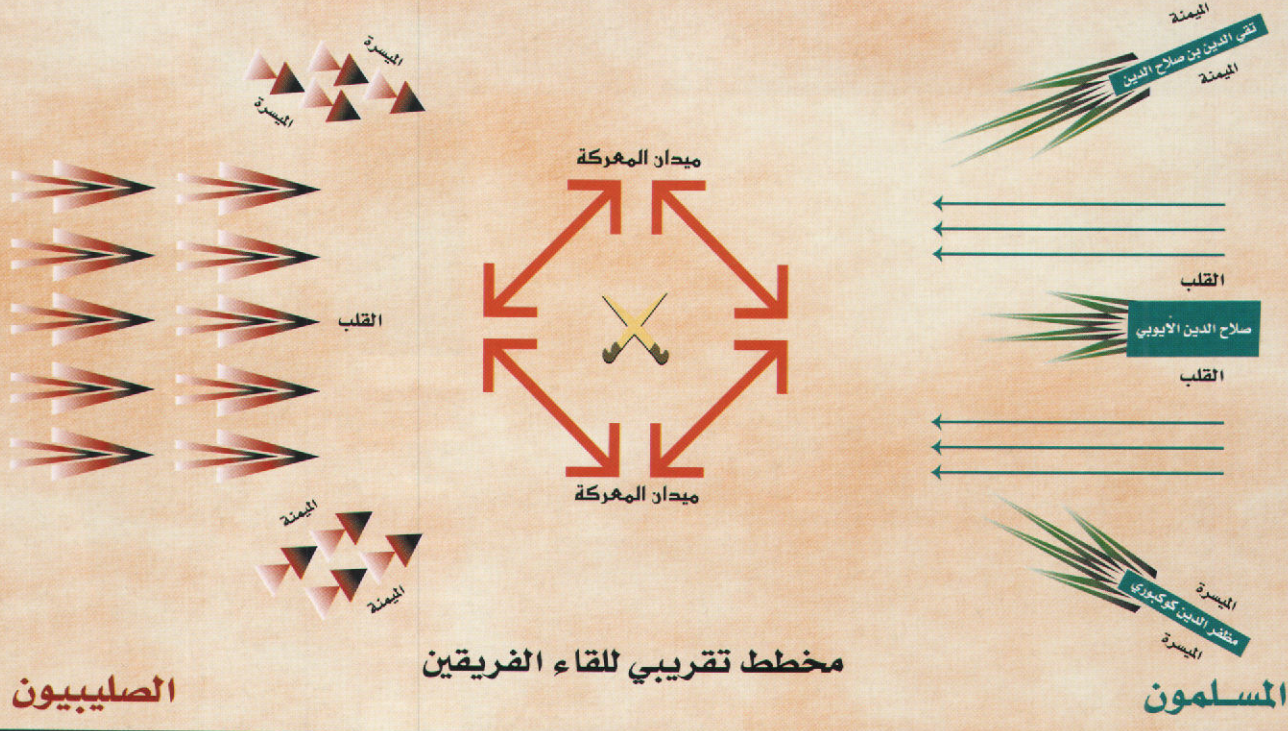 الميمنة
تقي الدين بن صلاح الدين
الميمنة
الميسرة
الميسرة
ميدان المعركة
القلب
صلاح الدين الأيوبي
القلب
القلب
ميدان المعركة
الميمنة
الميمنة
الميسرة
مظفر الدين كوكبوري
الميسرة
مخطط تقريبي للقاء الفريقين
المسلمون
الصليبيون